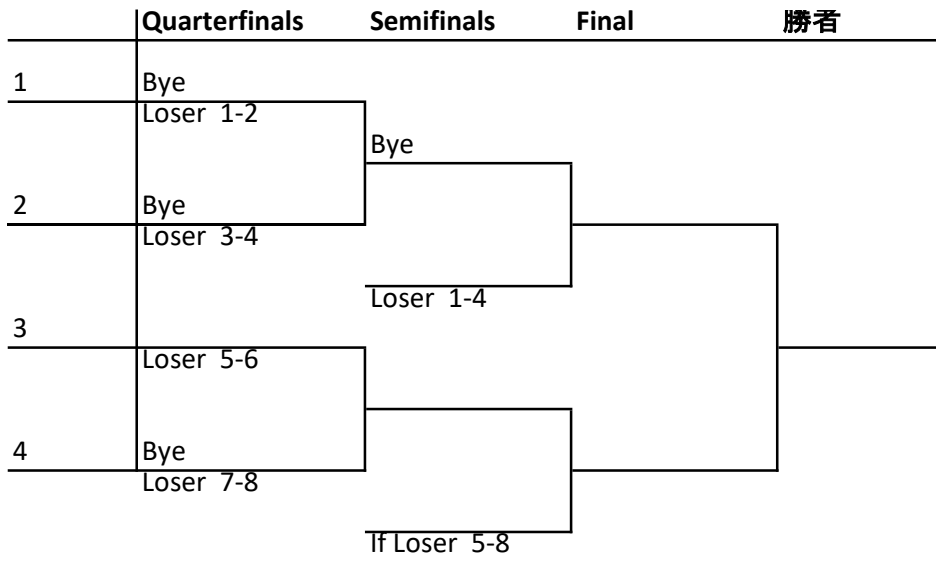 Quarterfinals Semifinals Final 勝者
1 Bye
Loser 1-2
Bye
2 Bye
Loser 3-4
Loser 1-4
3
Loser 5-6
4 Bye
Loser 7-8
If Loser 5-8